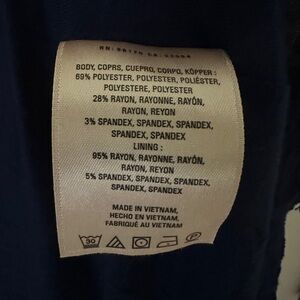 BODY, COPRS, CUEPRO, CORPO, KÖPPER :
69% POLYESTER, POLYESTER, POLIÉSTER,
POLYESTERE, POLYESTER
28% RAYON, RAYONNE, RAYÓN,
RAYON, REYON
3% SPANDEX, SPANDEX, SPANDEX,
SPANDEX, SPANDEX
LINING :
95% RAYON, RAYONNE, RAYÓN,
RAYON, REYON
5% SPANDEX, SPANDEX, SPANDEX,
SPANDEX, SPANDEX
MADE IN VIETNAM,
HECHO EN VIETNAM,
FABRIQUÉ AU VIETNAM
30